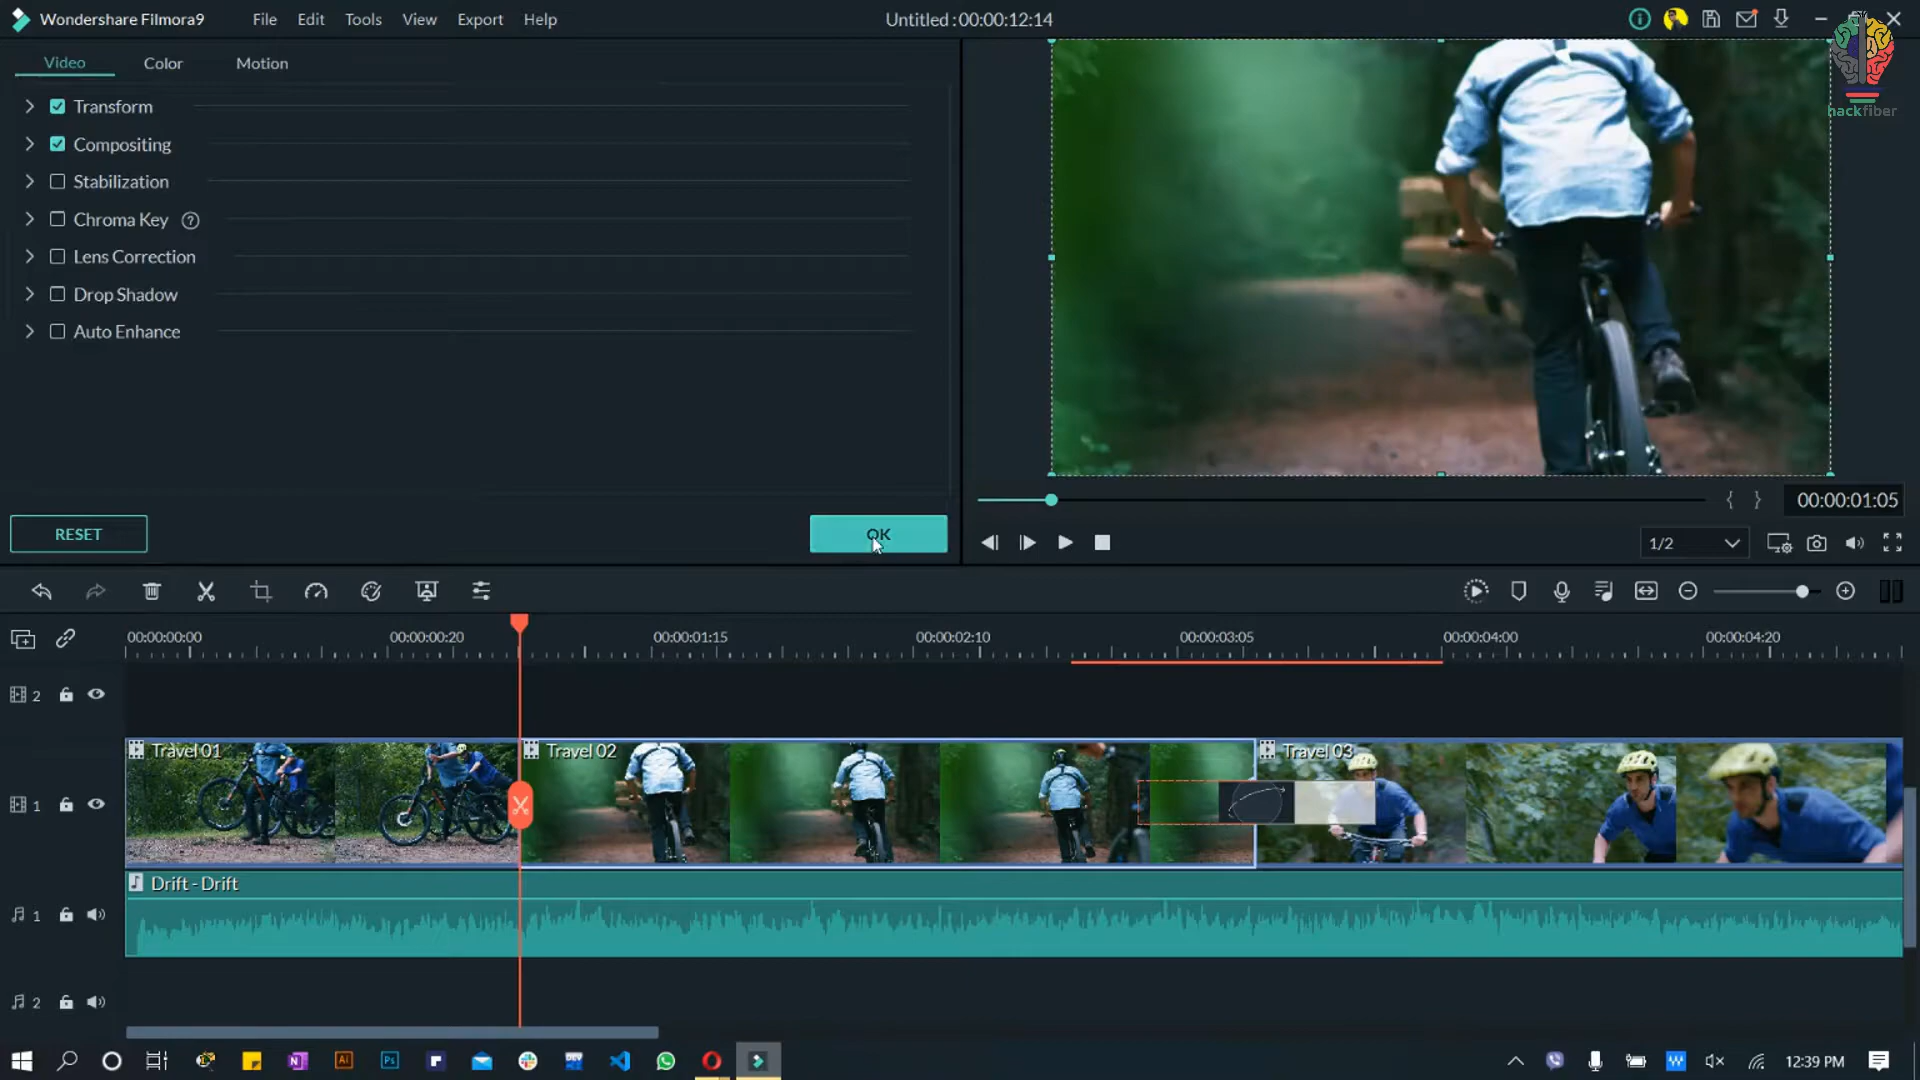 Wondershare Filmora9
File Edit Tools View Export Help
Untitled : 00:00:12:14
hackfiber
Video Color Motion
Transform
Compositing
Stabilization
Chroma Key ?
Lens Correction
Drop Shadow
Auto Enhance
RESET
OK
{ } 00:00:01:05
1/2
00:00:00:00 00:00:00:20 00:00:01:15 00:00:02:10 00:00:03:05 00:00:04:00 00:00:04:20
2
Travel 01 Travel 02 Travel 03
1
Drift - Drift
1
2
Ai Ps N DEV W 12:39 PM